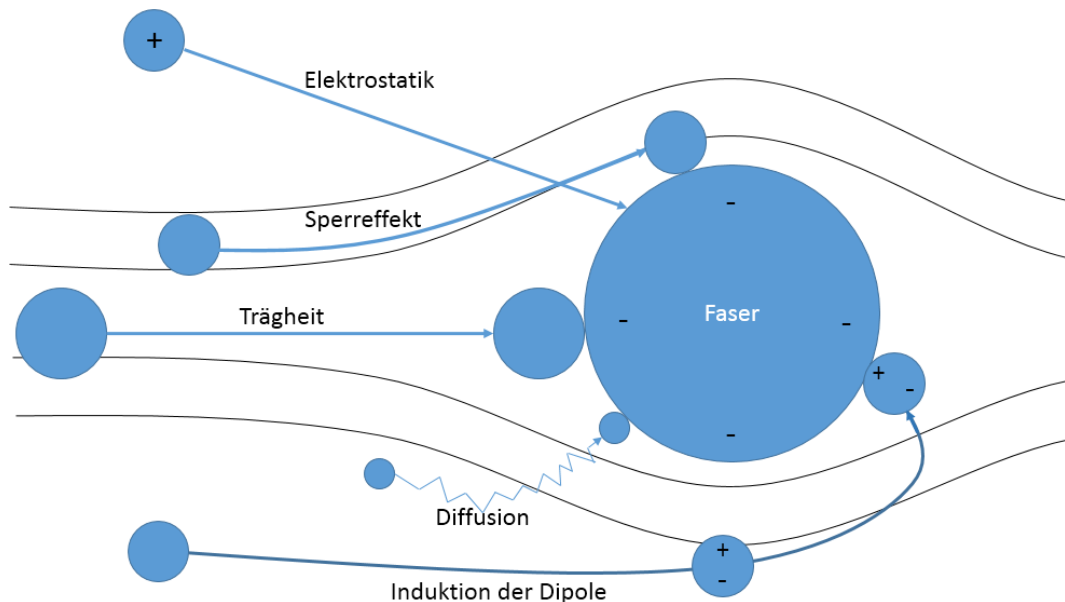 +
Elektrostatik
Sperreffekt
-
Trägheit
- Faser -
+ -
-
Diffusion
+
-
Induktion der Dipole